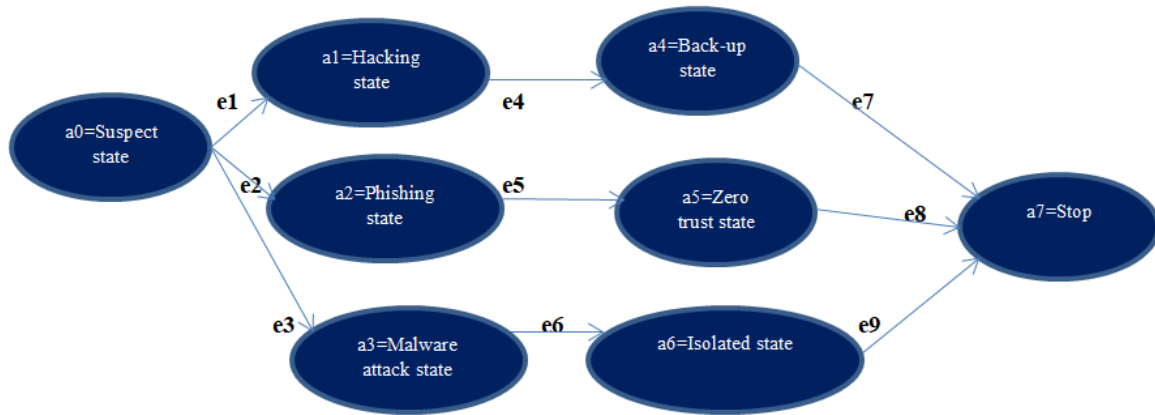 a0=Suspect
state
e1
e2
e3
a1=Hacking
state
a2=Phishing
state
a3=Malware
attack state
e4
e5
e6
a4=Back-up
state
a5=Zero
trust state
a6=Isolated state
e7
e8
e9
a7=Stop